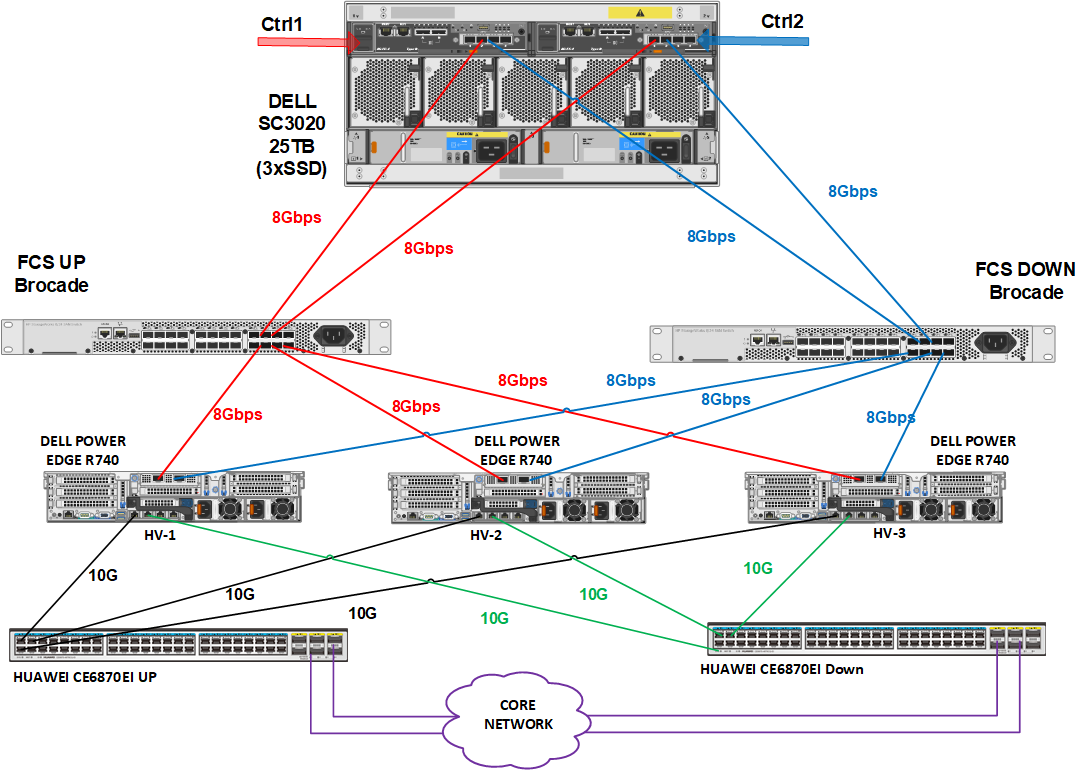 Ctrl1
Ctrl2
DELL
SC3020
25TB
(3xSSD)
8Gbps
8Gbps
8Gbps
8Gbps
FCS UP
Brocade
FCS DOWN
Brocade
8Gbps
8Gbps
8Gbps
8Gbps
8Gbps
8Gbps
DELL POWER
EDGE R740
DELL POWER
EDGE R740
DELL POWER
EDGE R740
HV-1
HV-2
HV-3
10G
10G
10G
10G
10G
10G
HUAWEI CE6870EI UP
HUAWEI CE6870EI Down
CORE
NETWORK